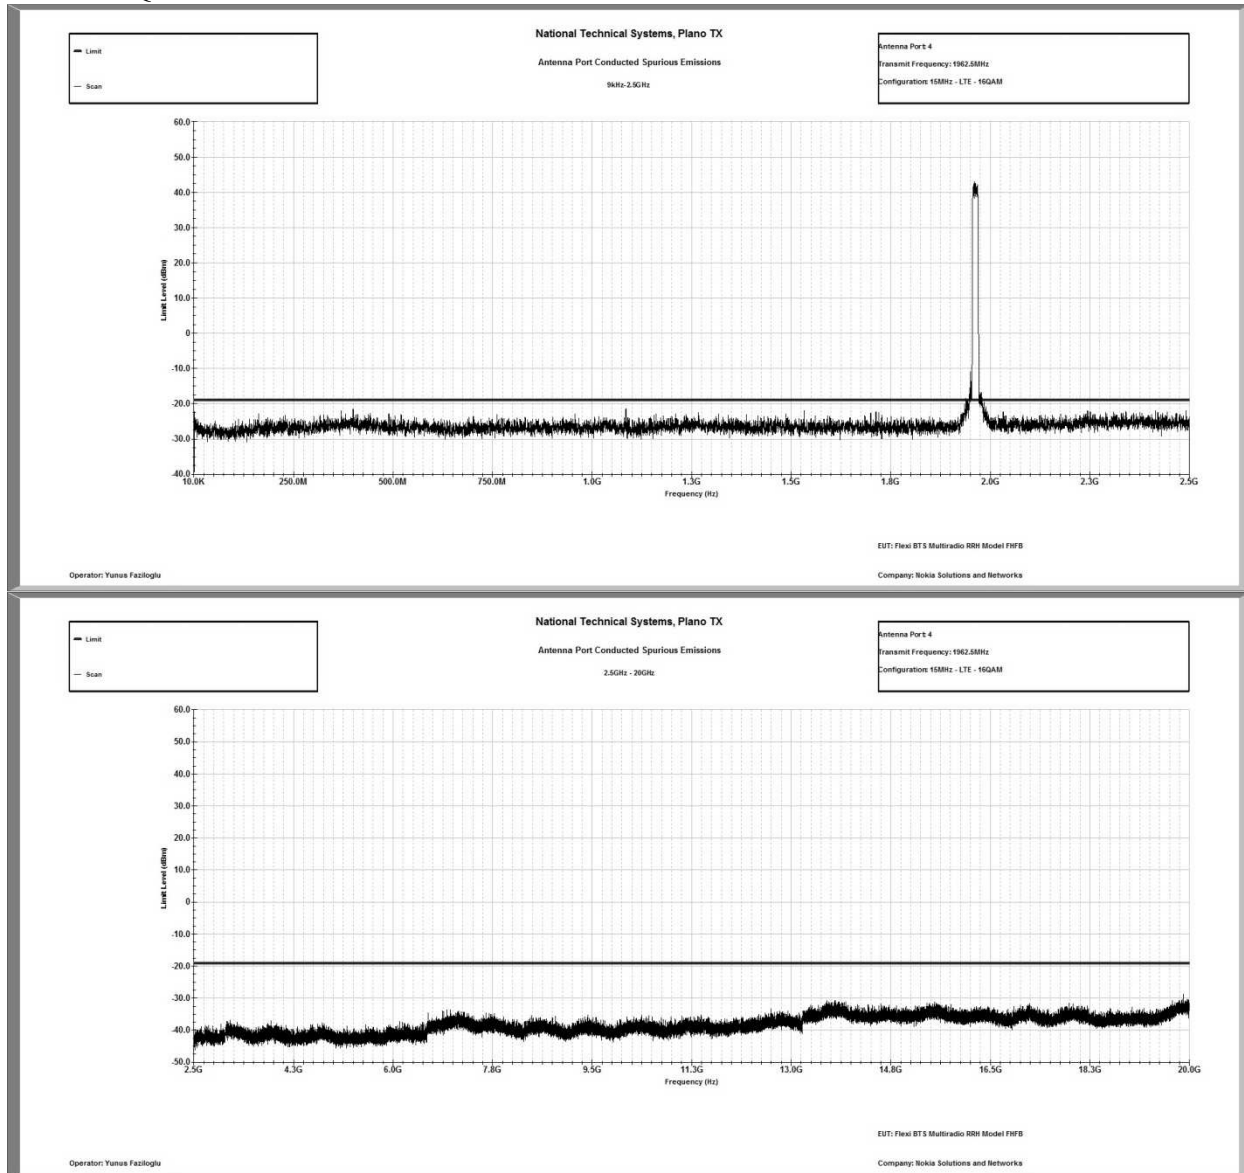 National Technical Systems, Plano TX
Limit
Scan
Antenna Port Conducted Spurious Emissions
9kHz-2.5GHz
Antenna Port 4
Transmit Frequency: 1962.5MHz
Configuration: 15MHz - LTE - 16QAM
60.0
50.0
40.0
30.0
20.0
10.0
0
-10.0
-20.0
-30.0
-40.0
Limit Level (dBm)
10.0K 250.0M 500.0M 750.0M 1.0G 1.3G 1.5G 1.8G 2.0G 2.3G 2.5G
Frequency (Hz)
EUT: Flexi BTS Multiradio RRH Model FHFB
Operator: Yunus Faziloglu
Company: Nokia Solutions and Networks
National Technical Systems, Plano TX
Limit
Scan
Antenna Port Conducted Spurious Emissions
2.5GHz - 20GHz
Antenna Port 4
Transmit Frequency: 1962.5MHz
Configuration: 15MHz - LTE - 16QAM
60.0
50.0
40.0
30.0
20.0
10.0
0
-10.0
-20.0
-30.0
-40.0
-50.0
Limit Level (dBm)
2.5G 4.3G 6.0G 7.8G 9.5G 11.3G 13.0G 14.8G 16.5G 18.3G 20.0G
Frequency (Hz)
EUT: Flexi BTS Multiradio RRH Model FHFB
Operator: Yunus Faziloglu
Company: Nokia Solutions and Networks